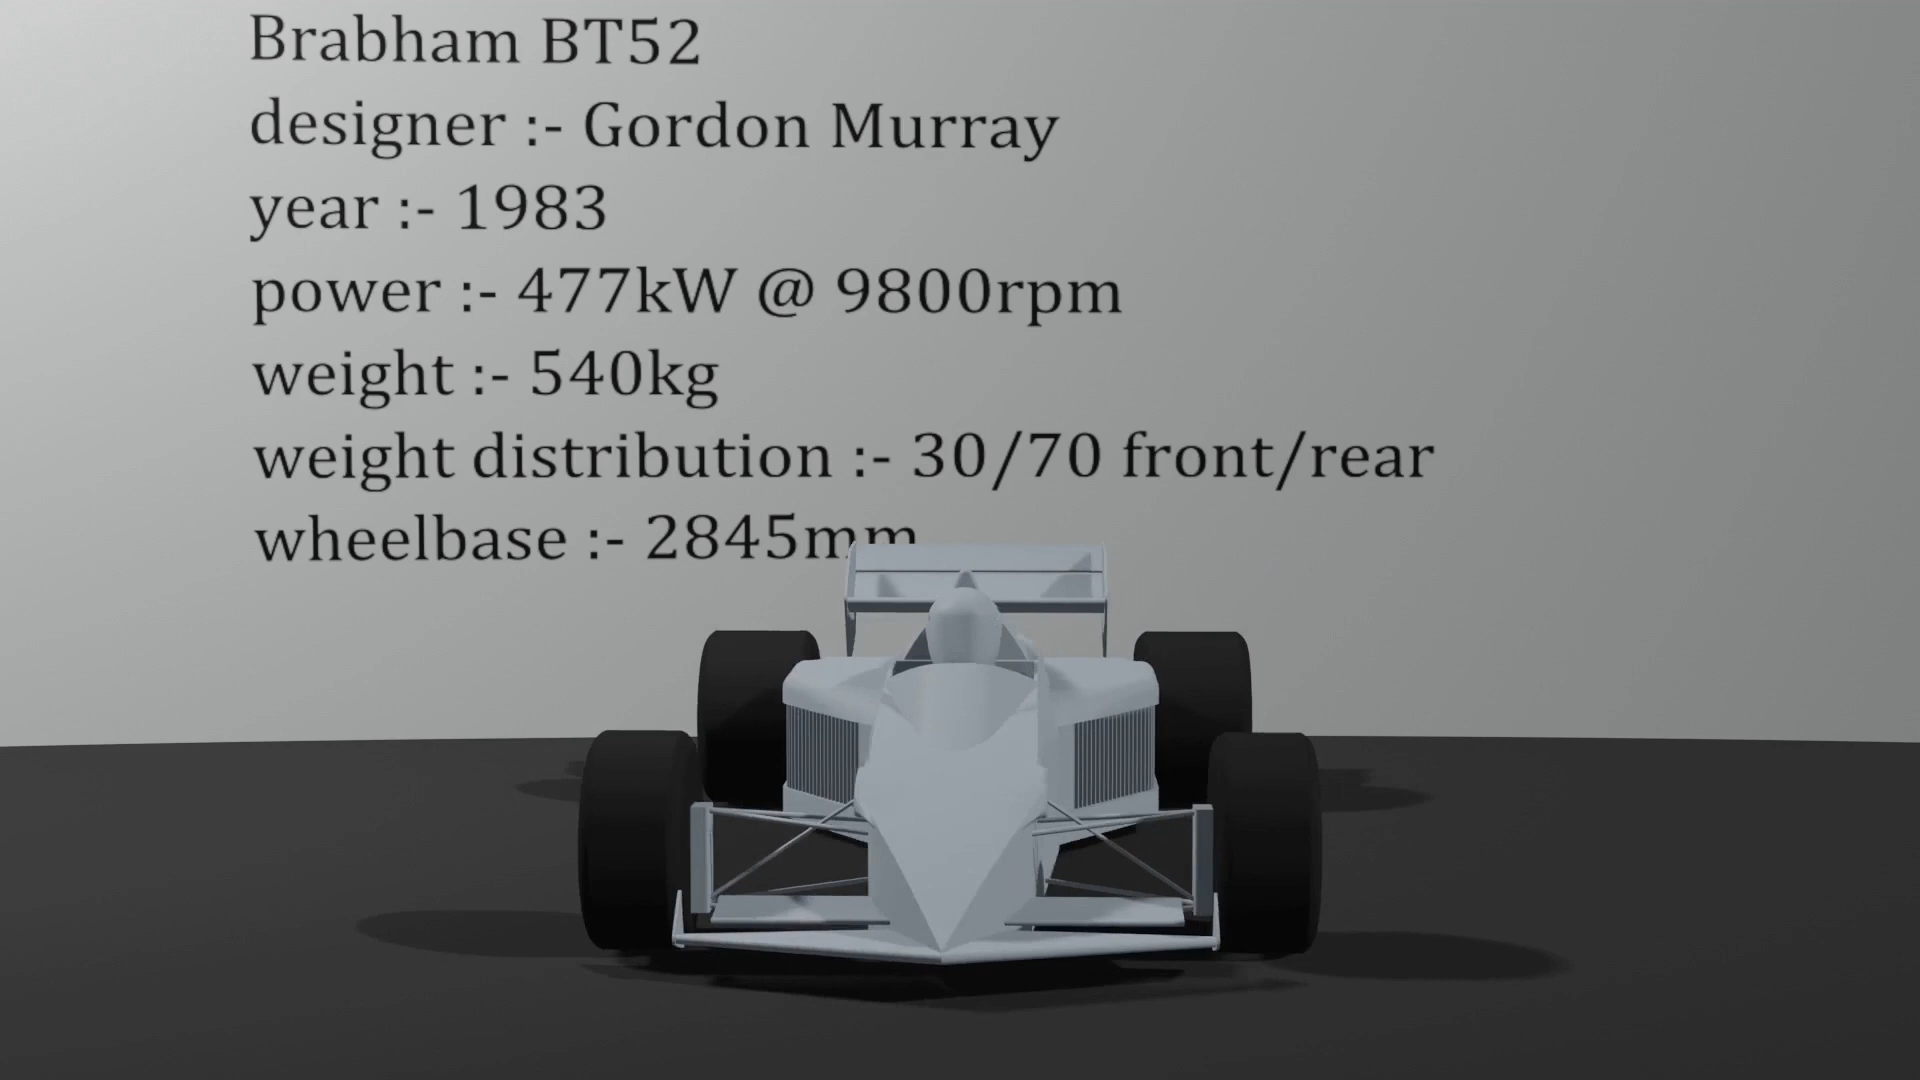 Brabham BT52
designer :- Gordon Murray
year :- 1983
power :- 477kW @ 9800rpm
weight :- 540kg
weight distribution :- 30/70 front/rear
wheelbase :- 2845mm